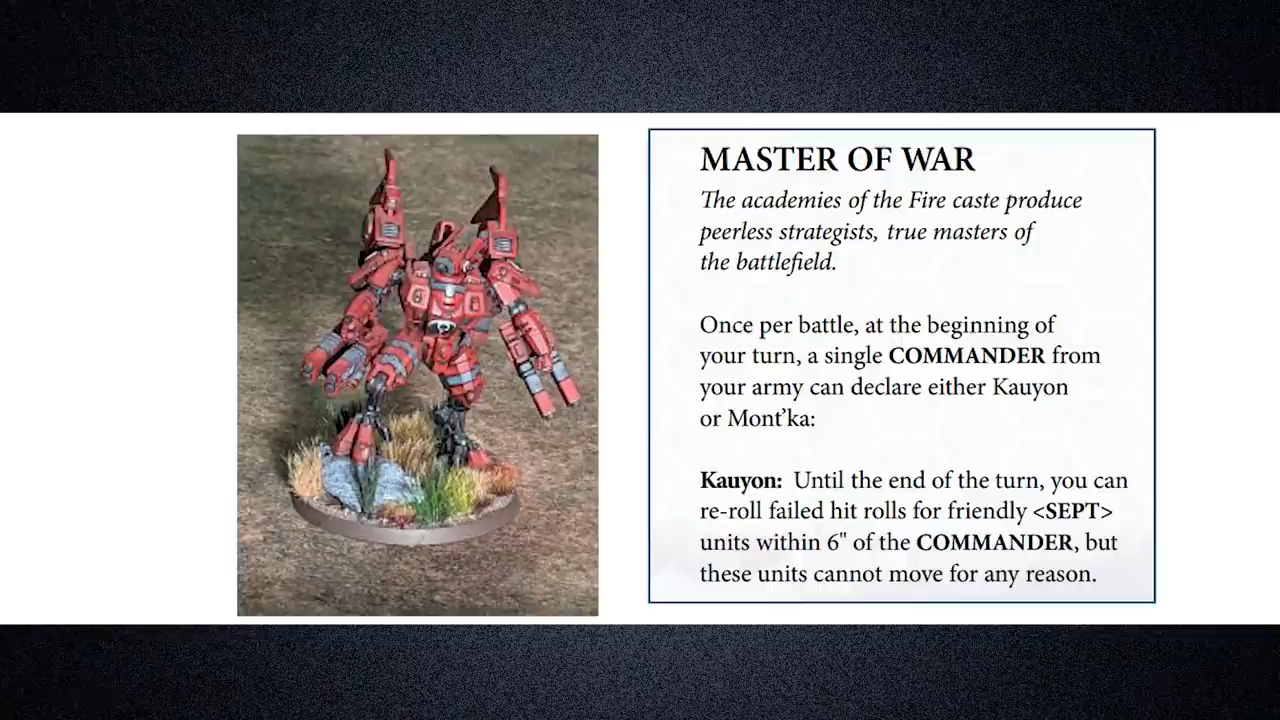 MASTER OF WAR
The academies of the Fire caste produce
peerless strategists, true masters of
the battlefield.
Once per battle, at the beginning of
your turn, a single COMMANDER from
your army can declare either Kauyon
or Mont’ka:
Kauyon: Until the end of the turn, you can
re-roll failed hit rolls for friendly <SEPT>
units within 6" of the COMMANDER, but
these units cannot move for any reason.